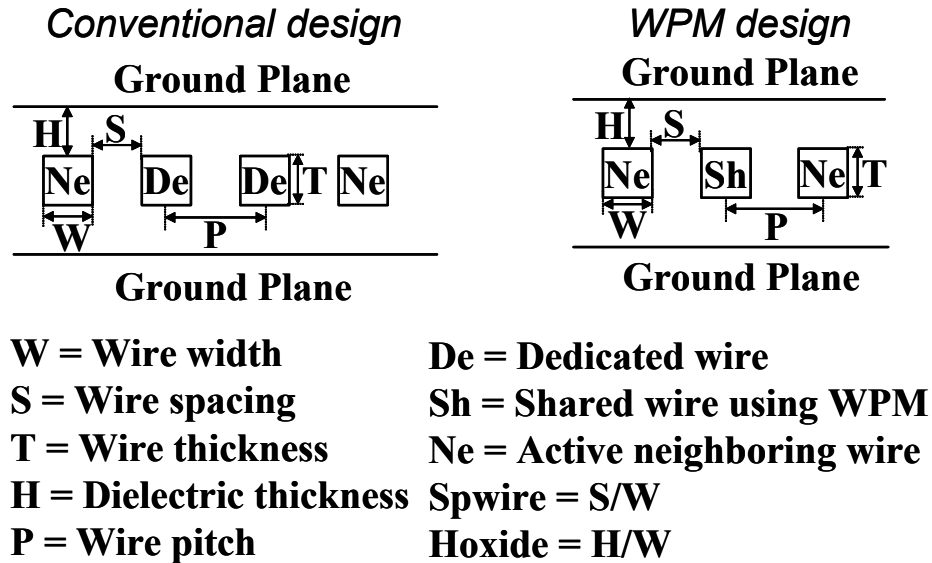 Conventional design
WPM design
Ground Plane
Ground Plane
H S
Ne De De T Ne
W P
Ground Plane
H S
Ne Sh Ne T
W P
Ground Plane
W = Wire width
S = Wire spacing
T = Wire thickness
H = Dielectric thickness
P = Wire pitch
De = Dedicated wire
Sh = Shared wire using WPM
Ne = Active neighboring wire
Spwire = S/W
Hoxide = H/W